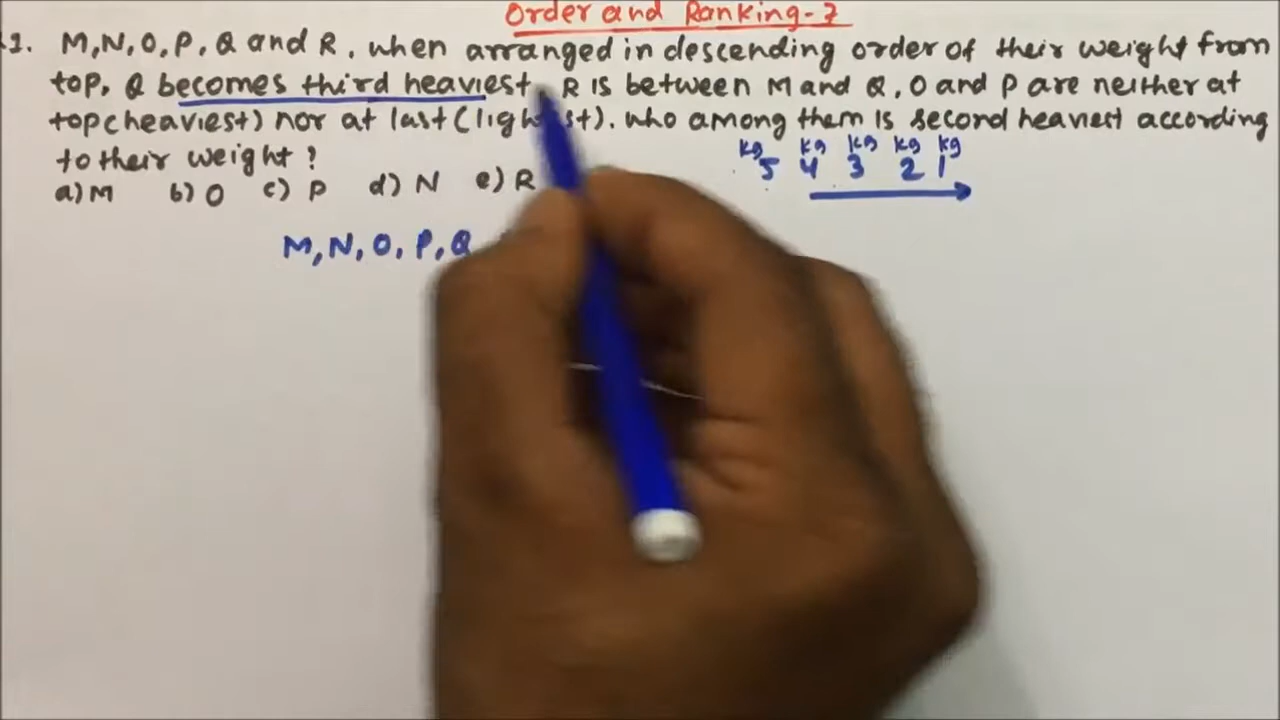 Order and Ranking-7
1. M,N,O,P,Q and R, when arranged in descending order of their weight from
top, Q becomes third heaviest, R is between M and Q, O and P are neither at
top(heaviest) nor at last( ). who among them is second heaviest according
to their weight?
kg kg kg kg kg
5 4 3 2 1
a) M b) O c) P d) N e) R
M, N, O, P, Q